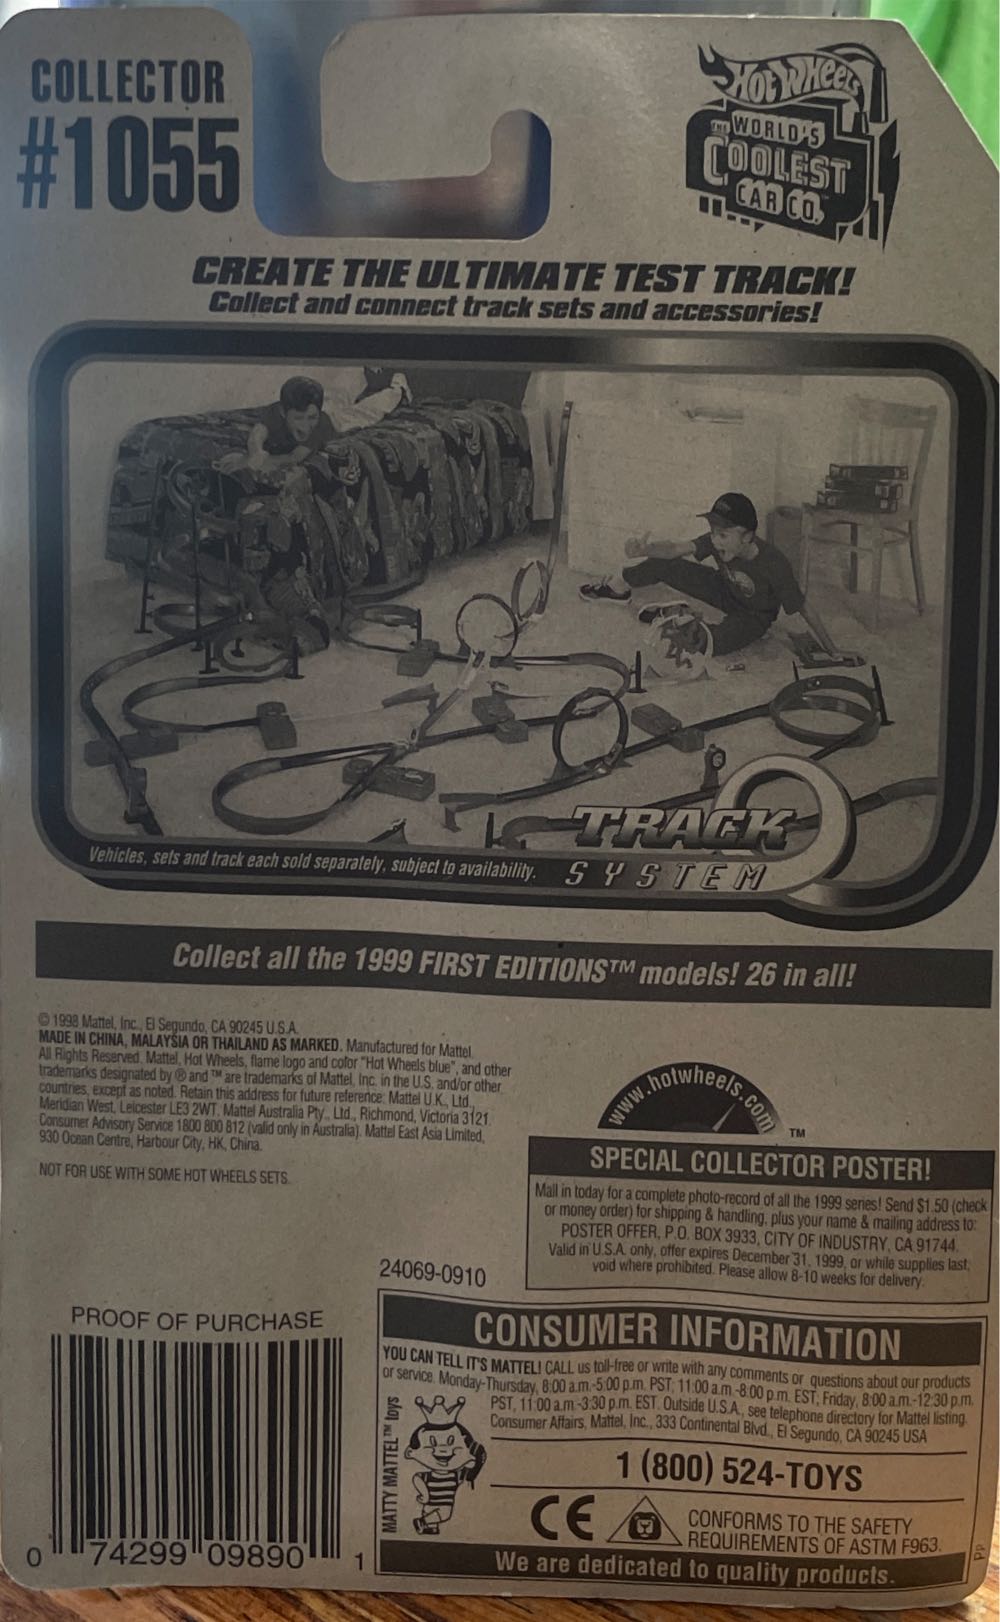 COLLECTOR
#1055
HOT WHEELS
THE WORLD'S
COOLEST
CAR CO.
CREATE THE ULTIMATE TEST TRACK!
Collect and connect track sets and accessories!
Vehicles, sets and track each sold separately, subject to availability.
TRACK
SYSTEM
Collect all the 1999 FIRST EDITIONS™ models! 26 in all!
© 1998 Mattel, Inc., El Segundo, CA 90245 U.S.A.
MADE IN CHINA, MALAYSIA OR THAILAND AS MARKED. Manufactured for Mattel.
All Rights Reserved. Mattel, Hot Wheels, flame logo and color "Hot Wheels blue", and other
trademarks designated by ® and ™ are trademarks of Mattel, Inc. in the U.S. and/or other
countries, except as noted. Retain this address for future reference: Mattel U.K., Ltd.,
Meridian West, Leicester LE3 2WT. Mattel Australia Pty., Ltd., Richmond, Victoria 3121.
Consumer Advisory Service 1800 800 812 (valid only in Australia). Mattel East Asia Limited,
930 Ocean Centre, Harbour City, HK, China.
NOT FOR USE WITH SOME HOT WHEELS SETS.
www.hotwheels.com
TM
SPECIAL COLLECTOR POSTER!
Mail in today for a complete photo-record of all the 1999 series! Send $1.50 (check
or money order) for shipping & handling, plus your name & mailing address to:
POSTER OFFER, P.O. BOX 3933, CITY OF INDUSTRY, CA 91744.
Valid in U.S.A. only, offer expires December 31, 1999, or while supplies last,
void where prohibited. Please allow 8-10 weeks for delivery.
24069-0910
PROOF OF PURCHASE
0 74299 09890 1
CONSUMER INFORMATION
YOU CAN TELL IT'S MATTEL! CALL us toll-free or write with any comments or questions about our products
or service. Monday-Thursday, 8:00 a.m.-5:00 p.m. PST, 11:00 a.m.-8:00 p.m. EST; Friday, 8:00 a.m.-12:30 p.m.
PST, 11:00 a.m.-3:30 p.m. EST. Outside U.S.A., see telephone directory for Mattel listing.
Consumer Affairs, Mattel, Inc., 333 Continental Blvd., El Segundo, CA 90245 USA
MATTY MATTEL™ toys
1 (800) 524-TOYS
CE
CONFORMS TO THE SAFETY
REQUIREMENTS OF ASTM F963.
We are dedicated to quality products.
pp